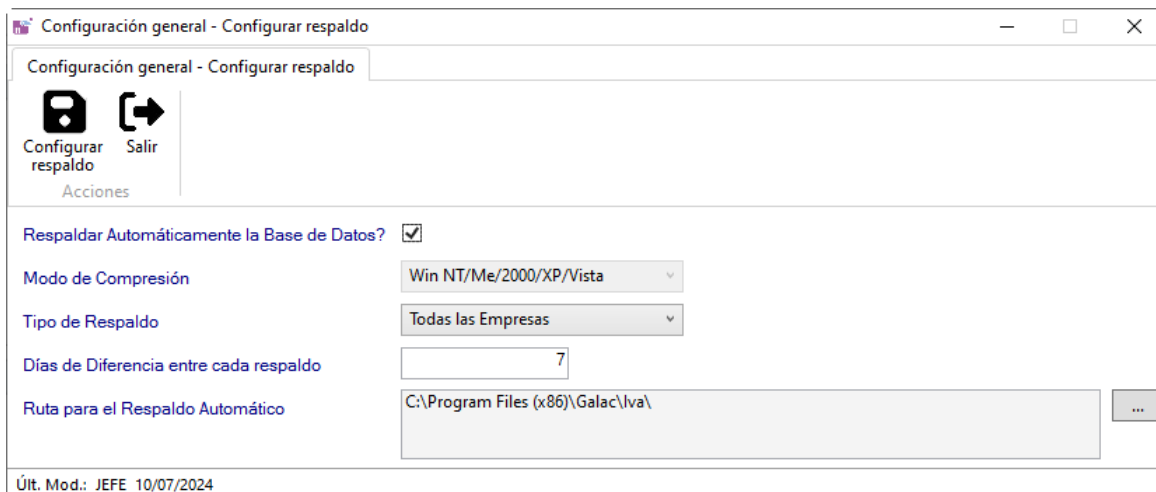 Configuración general - Configurar respaldo
Configuración general - Configurar respaldo
Configurar respaldo
Salir
Acciones
Respaldar Automáticamente la Base de Datos?
Modo de Compresión Win NT/Me/2000/XP/Vista
Tipo de Respaldo Todas las Empresas
Días de Diferencia entre cada respaldo 7
Ruta para el Respaldo Automático C:\Program Files (x86)\Galac\Iva\ ...
Últ. Mod.: JEFE 10/07/2024